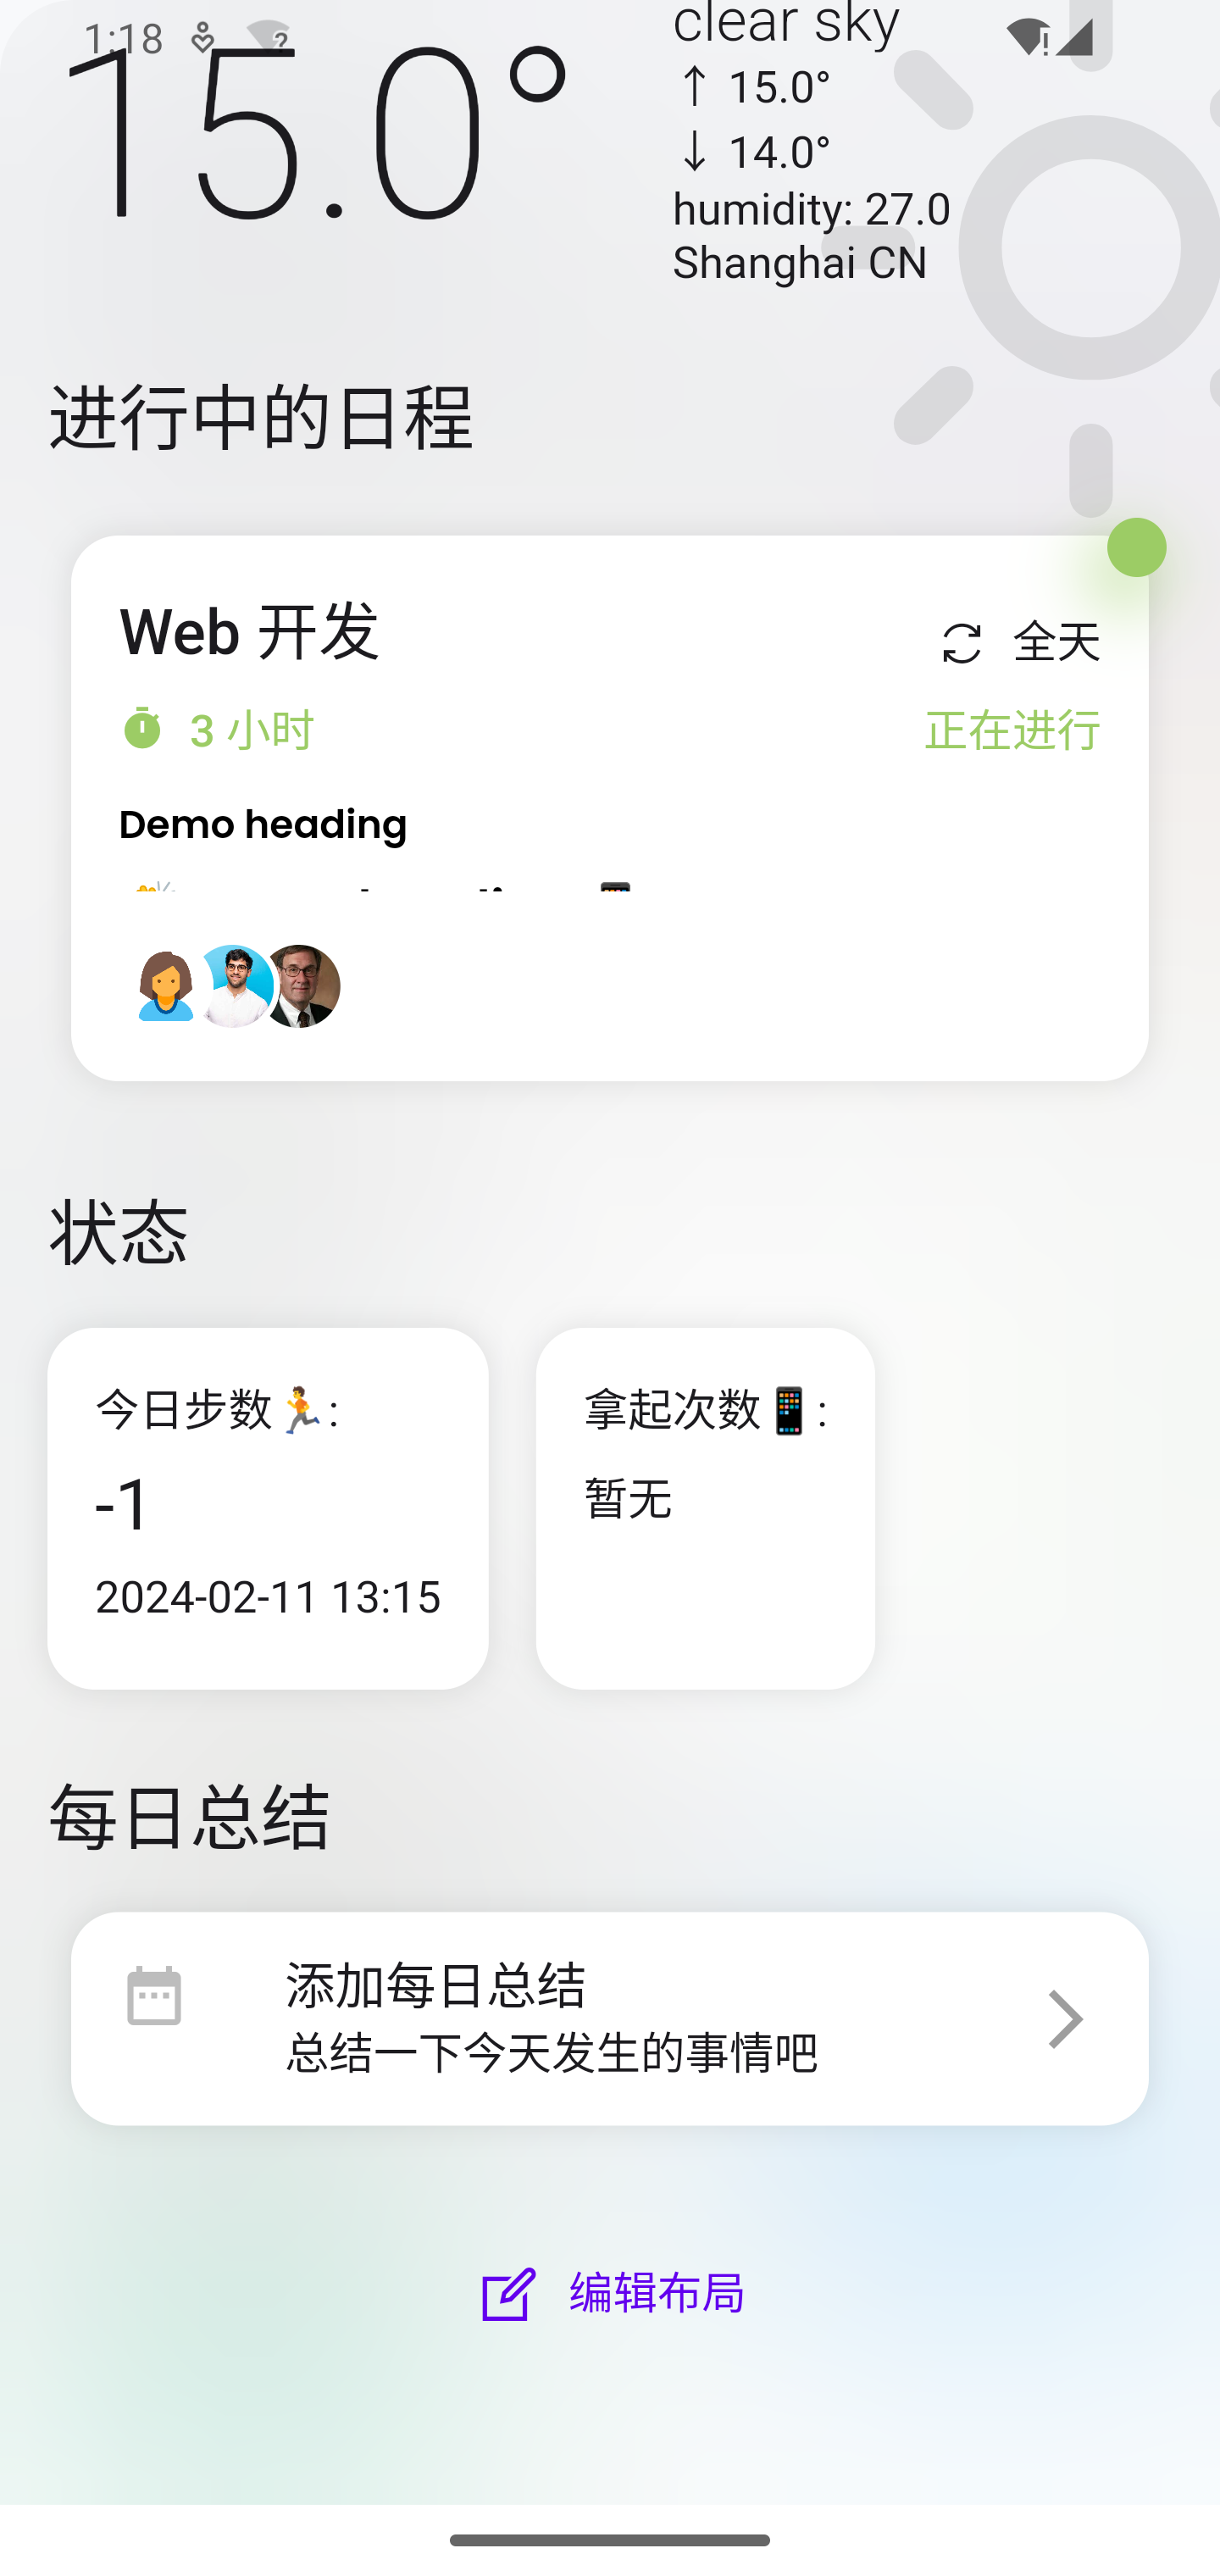 1:18
clear sky
15.0°
↑ 15.0°
↓ 14.0°
humidity: 27.0
Shanghai CN
进行中的日程
Web 开发
全天
3 小时
正在进行
Demo heading
状态
今日步数🏃:
-1
2024-02-11 13:15
拿起次数📱:
暂无
每日总结
添加每日总结
总结一下今天发生的事情吧
编辑布局